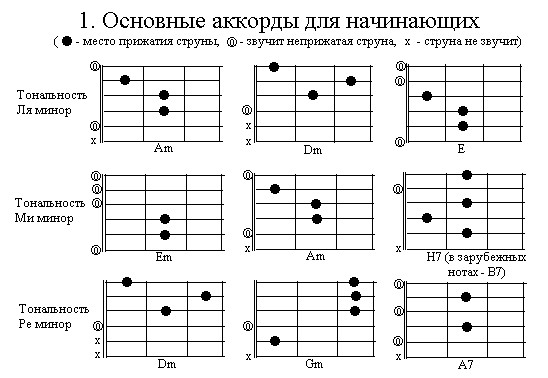 1. Основные аккорды для начинающих
( ● - место прижатия струны, ⓪ - звучит неприжатая струна, x - струна не звучит)
Тональность
Ля минор
Am
Dm
E
Тональность
Ми минор
Em
Am
H7 (в зарубежных
нотах - B7)
Тональность
Ре минор
Dm
Gm
A7